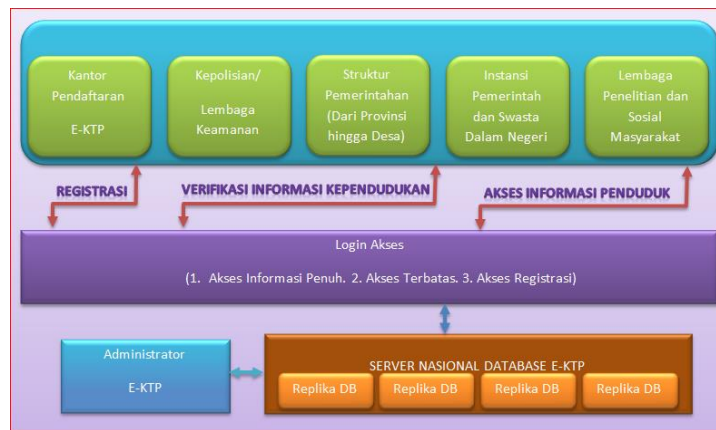 Kantor
Pendaftaran
E-KTP
Kepolisian/
Lembaga
Keamanan
Struktur
Pemerintahan
(Dari Provinsi
hingga Desa)
Instansi
Pemerintah
dan Swasta
Dalam Negeri
Lembaga
Penelitian dan
Sosial
Masyarakat
REGISTRASI
VERIFIKASI INFORMASI KEPENDUDUKAN
AKSES INFORMASI PENDUDUK
Login Akses
(1. Akses Informasi Penuh. 2. Akses Terbatas. 3. Akses Registrasi)
Administrator
E-KTP
SERVER NASIONAL DATABASE E-KTP
Replika DB
Replika DB
Replika DB
Replika DB